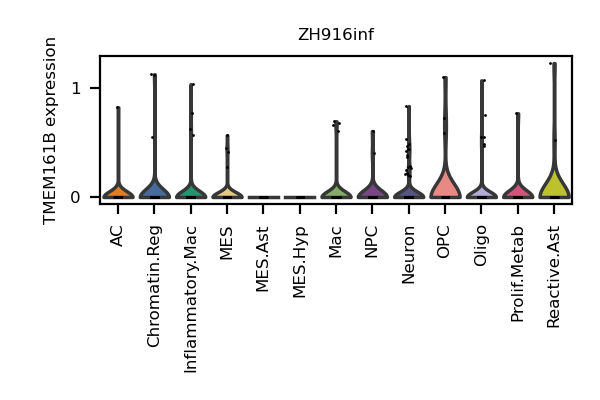 ZH916inf
TMEM161B expression
1
0
AC
Chromatin.Reg
Inflammatory.Mac
MES
MES.Ast
MES.Hyp
Mac
NPC
Neuron
OPC
Oligo
Prolif.Metab
Reactive.Ast